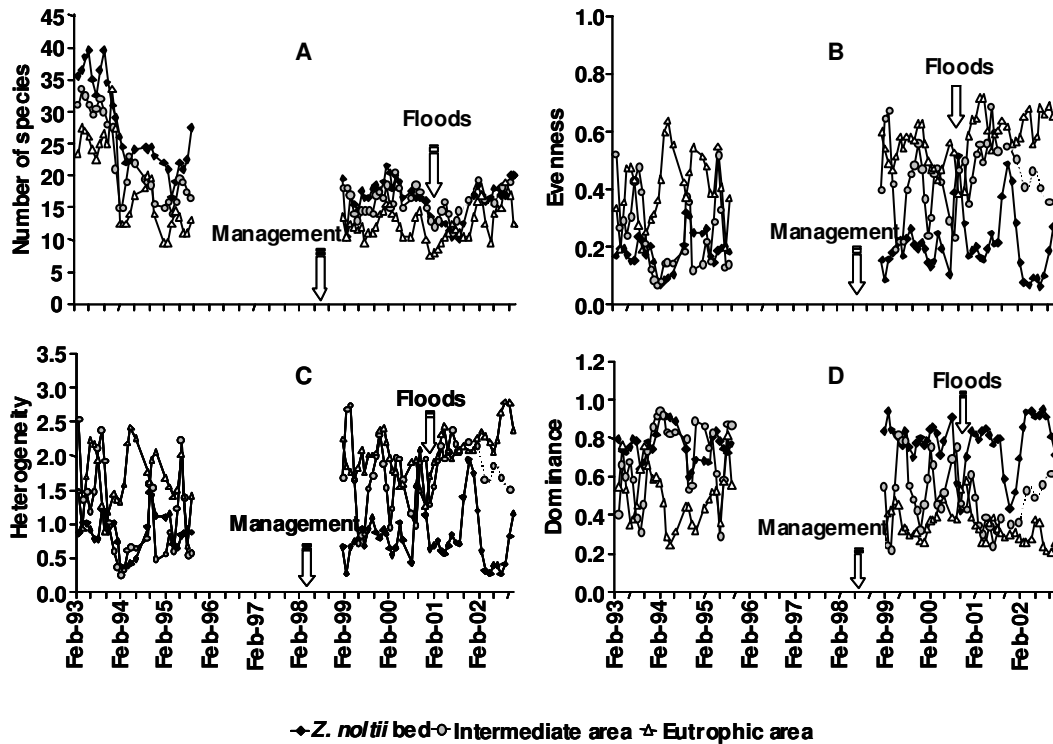 A
Number of species
45
40
35
30
25
20
15
10
5
0
Management
Floods
B
Evenness
1.0
0.8
0.6
0.4
0.2
0.0
Management
Floods
C
Heterogeneity
3.5
3.0
2.5
2.0
1.5
1.0
0.5
0.0
Management
Floods
Feb-93
Feb-94
Feb-95
Feb-96
Feb-97
Feb-98
Feb-99
Feb-00
Feb-01
Feb-02
D
Dominance
1.2
1.0
0.8
0.6
0.4
0.2
0.0
Management
Floods
Feb-93
Feb-94
Feb-95
Feb-96
Feb-97
Feb-98
Feb-99
Feb-00
Feb-01
Feb-02
Z. noltii bed Intermediate area Eutrophic area